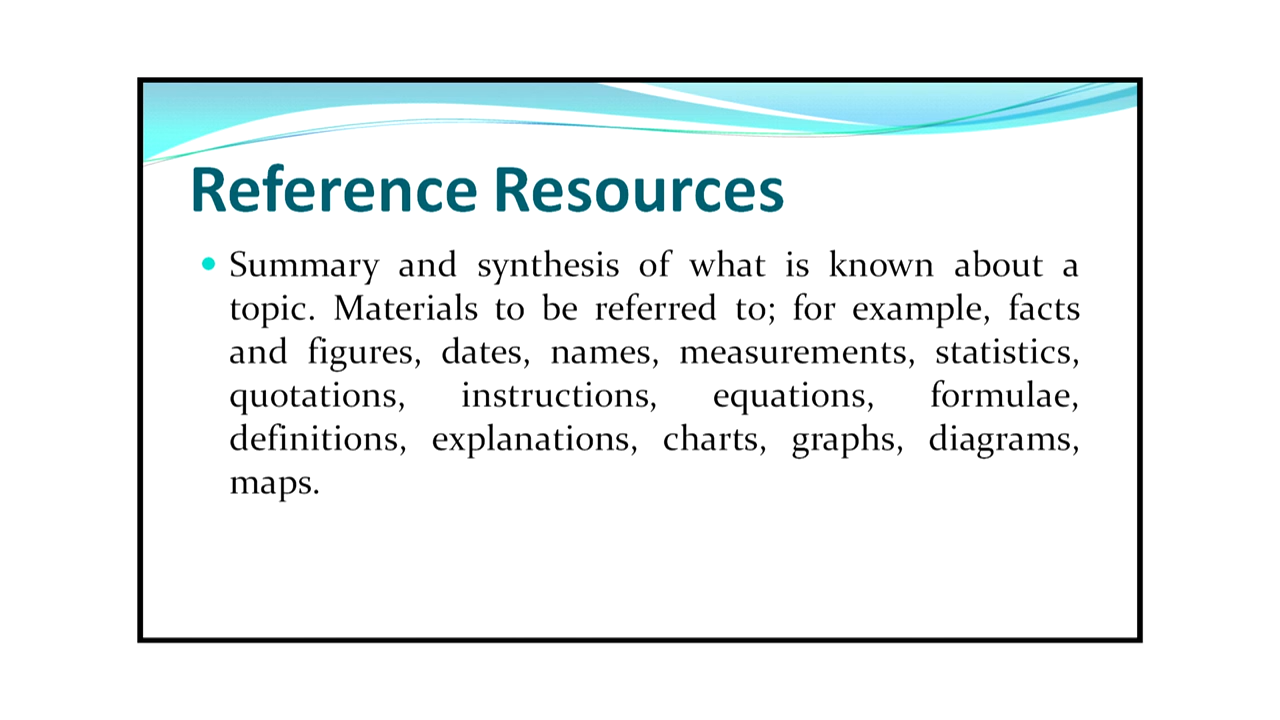 Reference Resources
• Summary and synthesis of what is known about a
topic. Materials to be referred to; for example, facts
and figures, dates, names, measurements, statistics,
quotations, instructions, equations, formulae,
definitions, explanations, charts, graphs, diagrams,
maps.